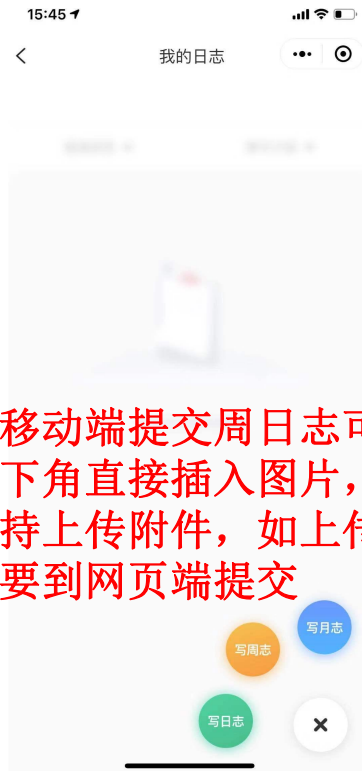 15:45
我的日志
移动端提交周日志可
下角直接插入图片，
持上传附件，如上传
要到网页端提交
写月志
写周志
写日志